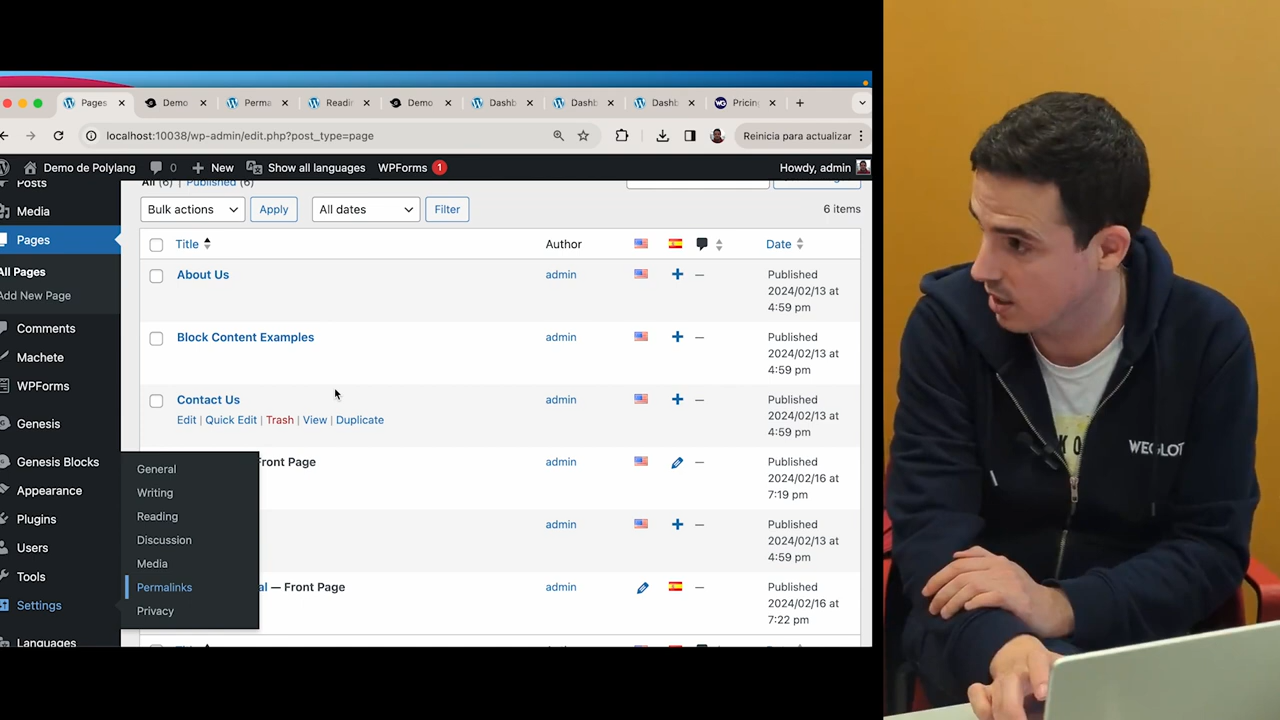 Pages
Demo
Perma
Readir
Demo
Dashb
Dashb
Dashb
Pricing
localhost:10038/wp-admin/edit.php?post_type=page
Reinicia para actualizar
Demo de Polylang
0
New
Show all languages
WPForms
1
Howdy, admin
Posts
Media
Pages
All Pages
Add New Page
Comments
Machete
WPForms
Genesis
Genesis Blocks
Appearance
Plugins
Users
Tools
Settings
Languages
General
Writing
Reading
Discussion
Media
Permalinks
Privacy
All (6) | Published (6)
Bulk actions
Apply
All dates
Filter
6 items
Title
Author
Date
About Us
admin
—
Published
2024/02/13 at
4:59 pm
Block Content Examples
admin
—
Published
2024/02/13 at
4:59 pm
Contact Us
Edit | Quick Edit | Trash | View | Duplicate
admin
—
Published
2024/02/13 at
4:59 pm
Front Page
admin
—
Published
2024/02/16 at
7:19 pm
admin
—
Published
2024/02/13 at
4:59 pm
al — Front Page
admin
—
Published
2024/02/16 at
7:22 pm
WEGLOT